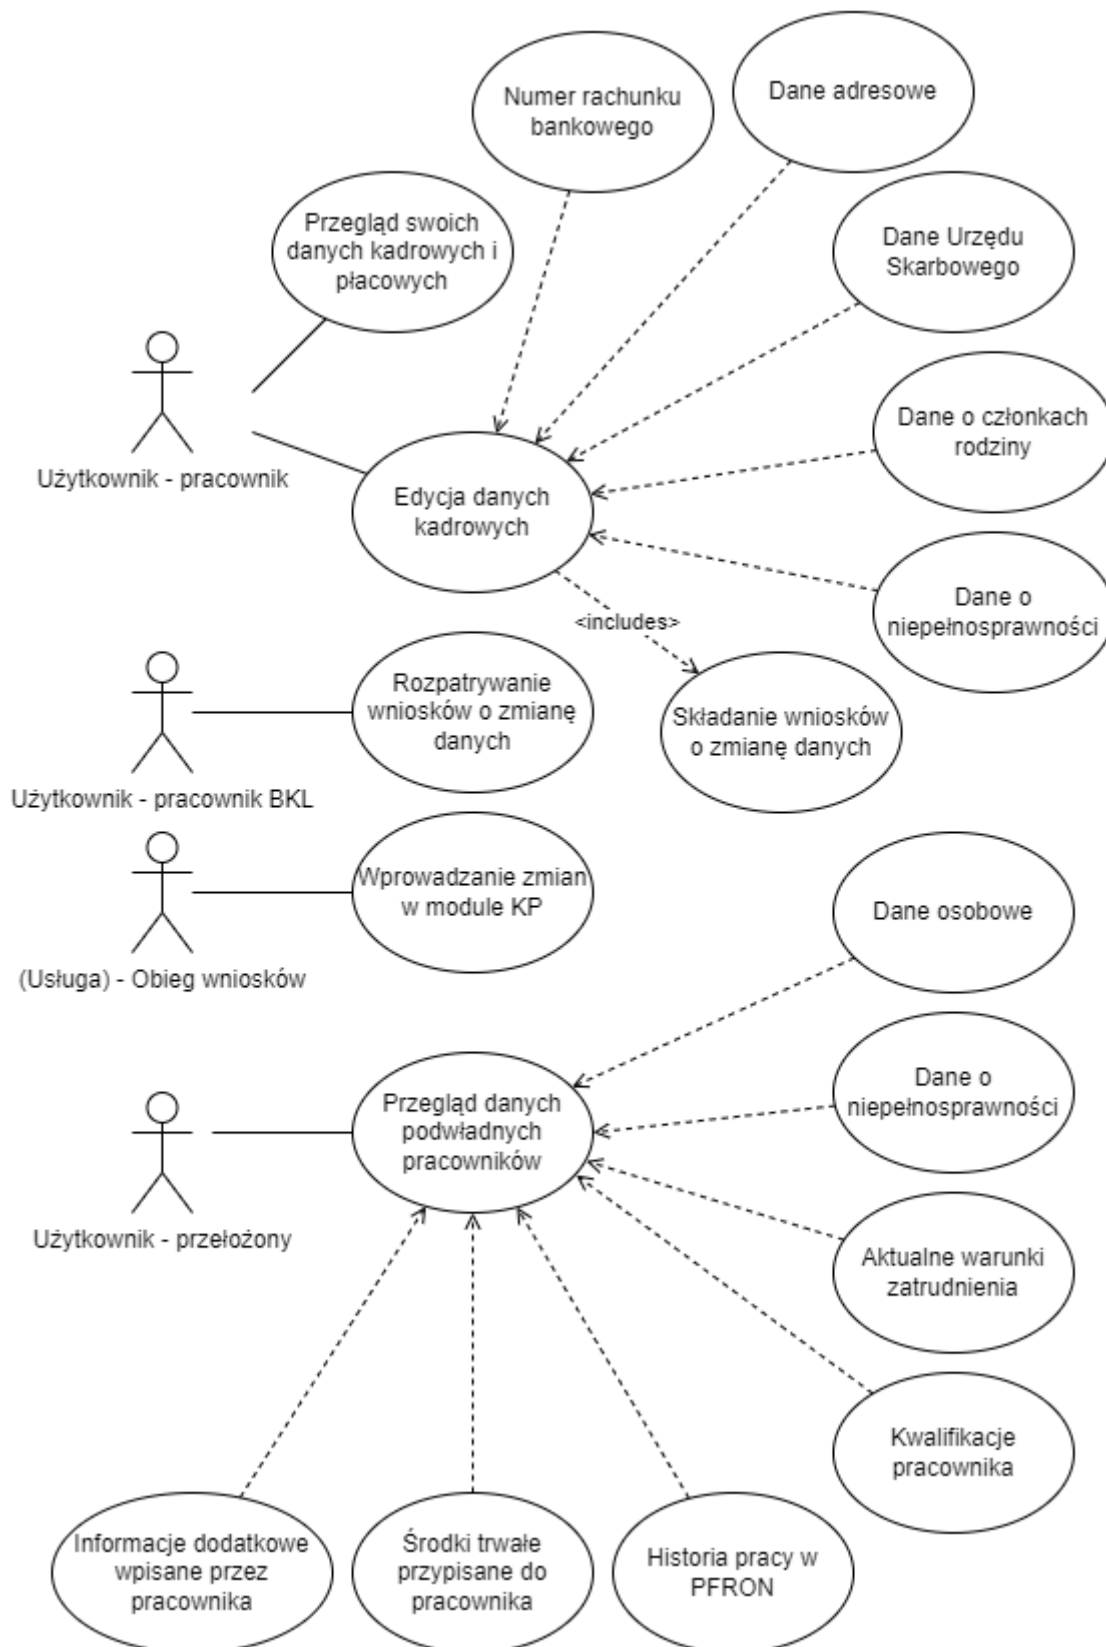 Numer rachunku
bankowego
Dane adresowe
Przegląd swoich
danych kadrowych i
płacowych
Dane Urzędu
Skarbowego
Użytkownik - pracownik
Edycja danych
kadrowych
Dane o członkach
rodziny
Dane o
niepełnosprawności
<includes>
Rozpatrywanie
wniosków o zmianę
danych
Składanie wniosków
o zmianę danych
Użytkownik - pracownik BKL
Wprowadzanie zmian
w module KP
(Usługa) - Obieg wniosków
Dane osobowe
Przegląd danych
podwładnych
pracowników
Dane o
niepełnosprawności
Użytkownik - przełożony
Aktualne warunki
zatrudnienia
Kwalifikacje
pracownika
Informacje dodatkowe
wpisane przez
pracownika
Środki trwałe
przypisane do
pracownika
Historia pracy w
PFRON